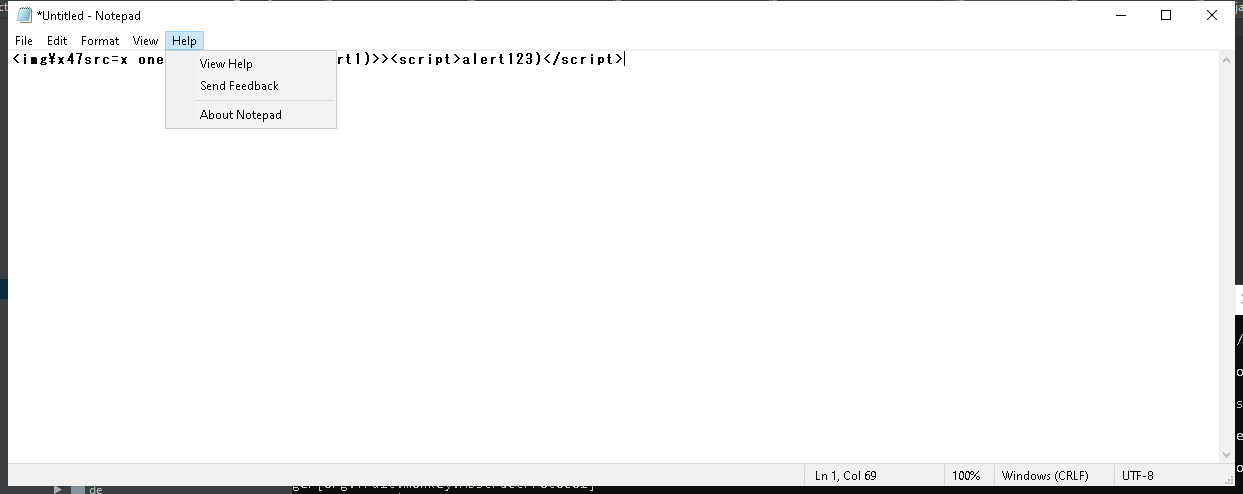 *Untitled - Notepad
File Edit Format View Help
<img¥x47src=x one rt1)>><script>alert123)</script>
View Help
Send Feedback
About Notepad
Ln 1, Col 69 100% Windows (CRLF) UTF-8
de